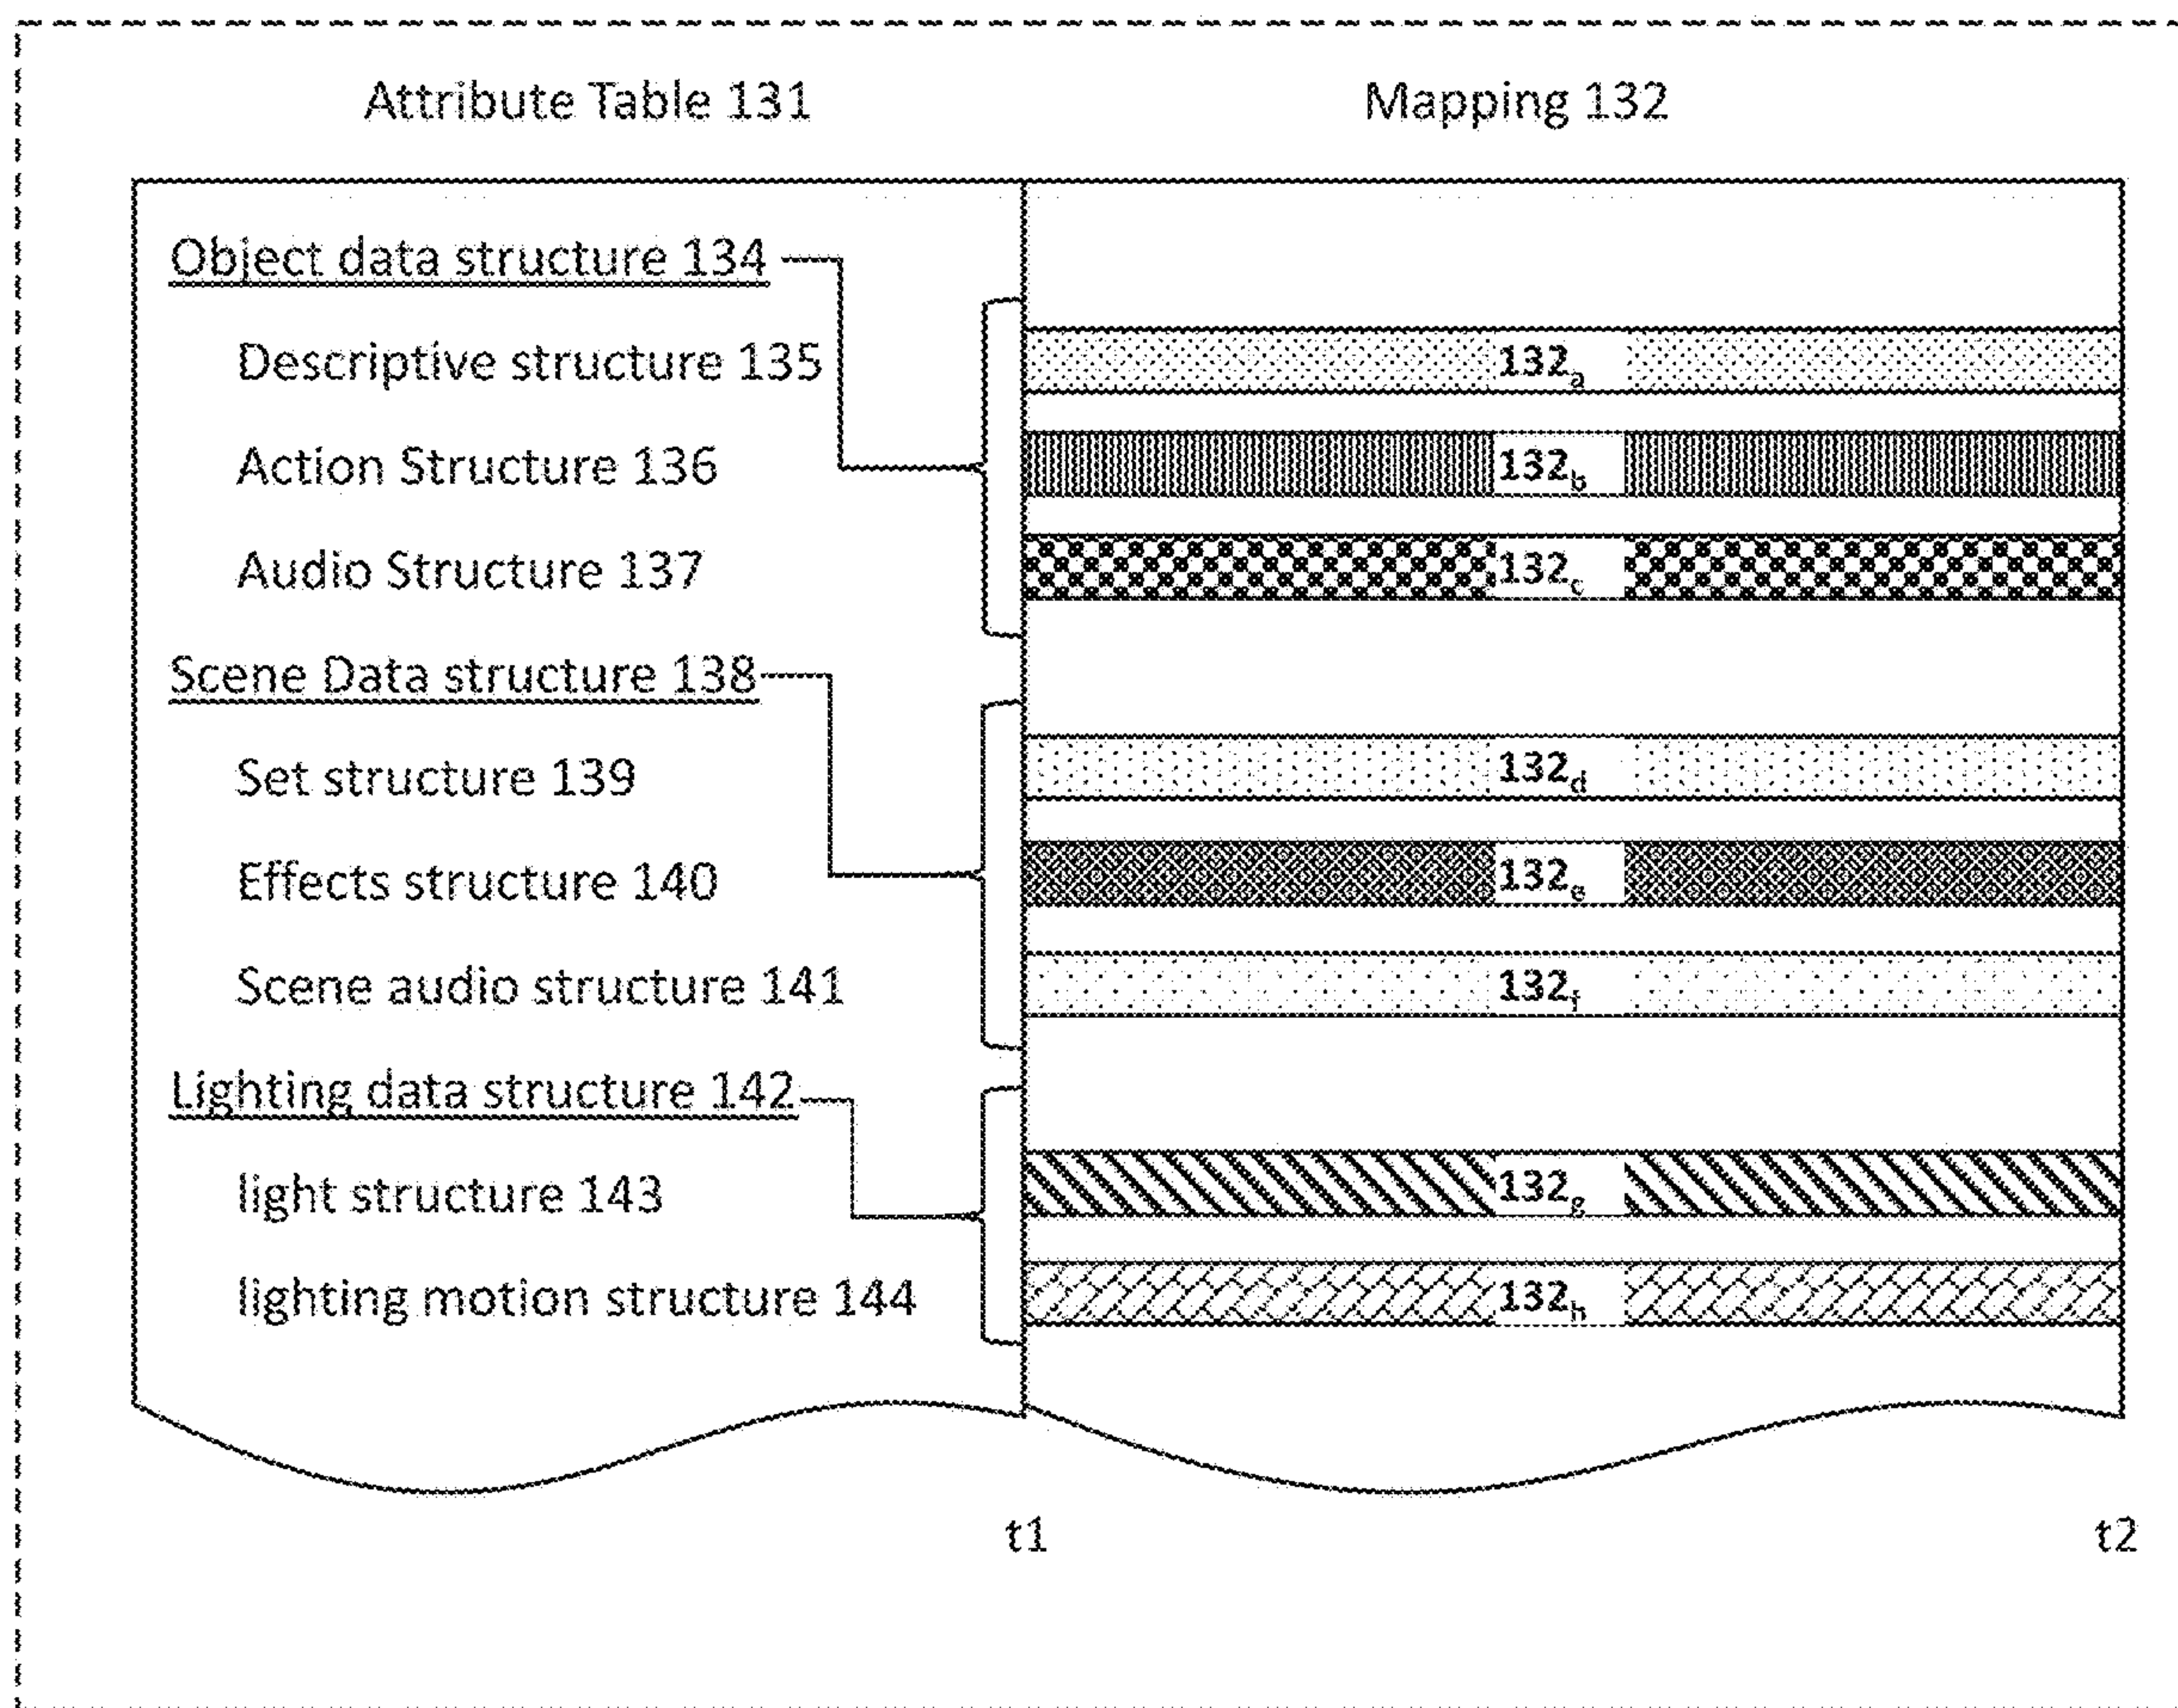 Attribute Table 131 Mapping 132
Object data structure 134
Descriptive structure 135 132a
Action Structure 136 132b
Audio Structure 137 132c
Scene Data structure 138
Set structure 139 132d
Effects structure 140 132e
Scene audio structure 141 132f
Lighting data structure 142
light structure 143 132g
lighting motion structure 144 132h
t1 t2